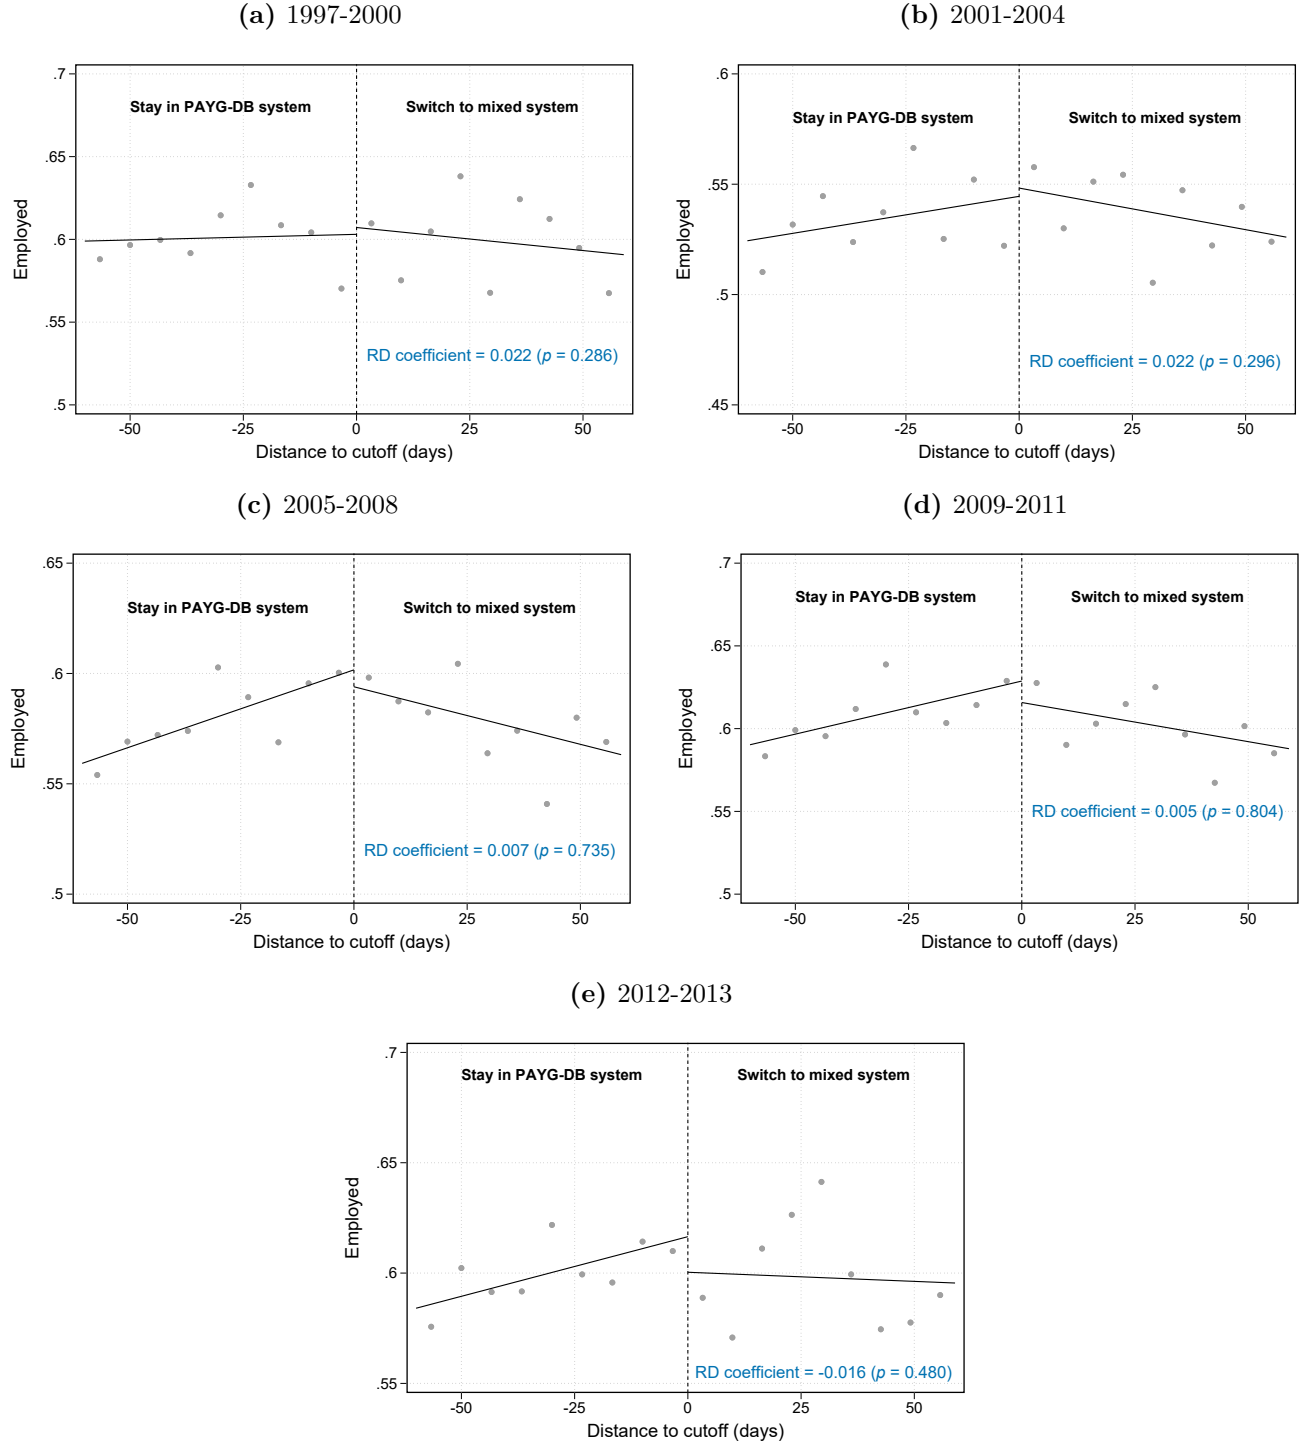 (a) 1997-2000
.7
.65
.6
.55
.5
Employed
Stay in PAYG-DB system
Switch to mixed system
RD coefficient = 0.022 (p = 0.286)
-50 -25 0 25 50
Distance to cutoff (days)
(b) 2001-2004
.6
.55
.5
.45
Employed
Stay in PAYG-DB system
Switch to mixed system
RD coefficient = 0.022 (p = 0.296)
-50 -25 0 25 50
Distance to cutoff (days)
(c) 2005-2008
.65
.6
.55
.5
Employed
Stay in PAYG-DB system
Switch to mixed system
RD coefficient = 0.007 (p = 0.735)
-50 -25 0 25 50
Distance to cutoff (days)
(d) 2009-2011
.7
.65
.6
.55
.5
Employed
Stay in PAYG-DB system
Switch to mixed system
RD coefficient = 0.005 (p = 0.804)
-50 -25 0 25 50
Distance to cutoff (days)
(e) 2012-2013
.7
.65
.6
.55
Employed
Stay in PAYG-DB system
Switch to mixed system
RD coefficient = -0.016 (p = 0.480)
-50 -25 0 25 50
Distance to cutoff (days)